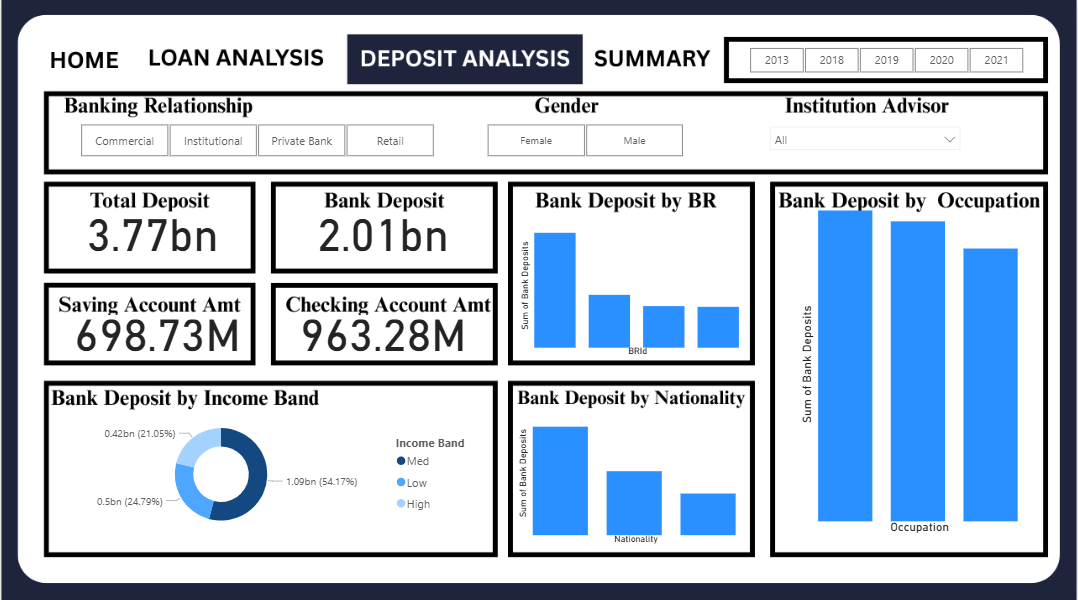 HOME LOAN ANALYSIS DEPOSIT ANALYSIS SUMMARY 2013 2018 2019 2020 2021
Banking Relationship Gender Institution Advisor
Commercial Institutional Private Bank Retail Female Male All
Total Deposit
3.77bn
Bank Deposit
2.01bn
Saving Account Amt
698.73M
Checking Account Amt
963.28M
Bank Deposit by BR
Sum of Bank Deposits
BRId
Bank Deposit by Occupation
Sum of Bank Deposits
Occupation
Bank Deposit by Income Band
0.42bn (21.05%)
1.09bn (54.17%)
0.5bn (24.79%)
Income Band
Med
Low
High
Bank Deposit by Nationality
Sum of Bank Deposits
Nationality